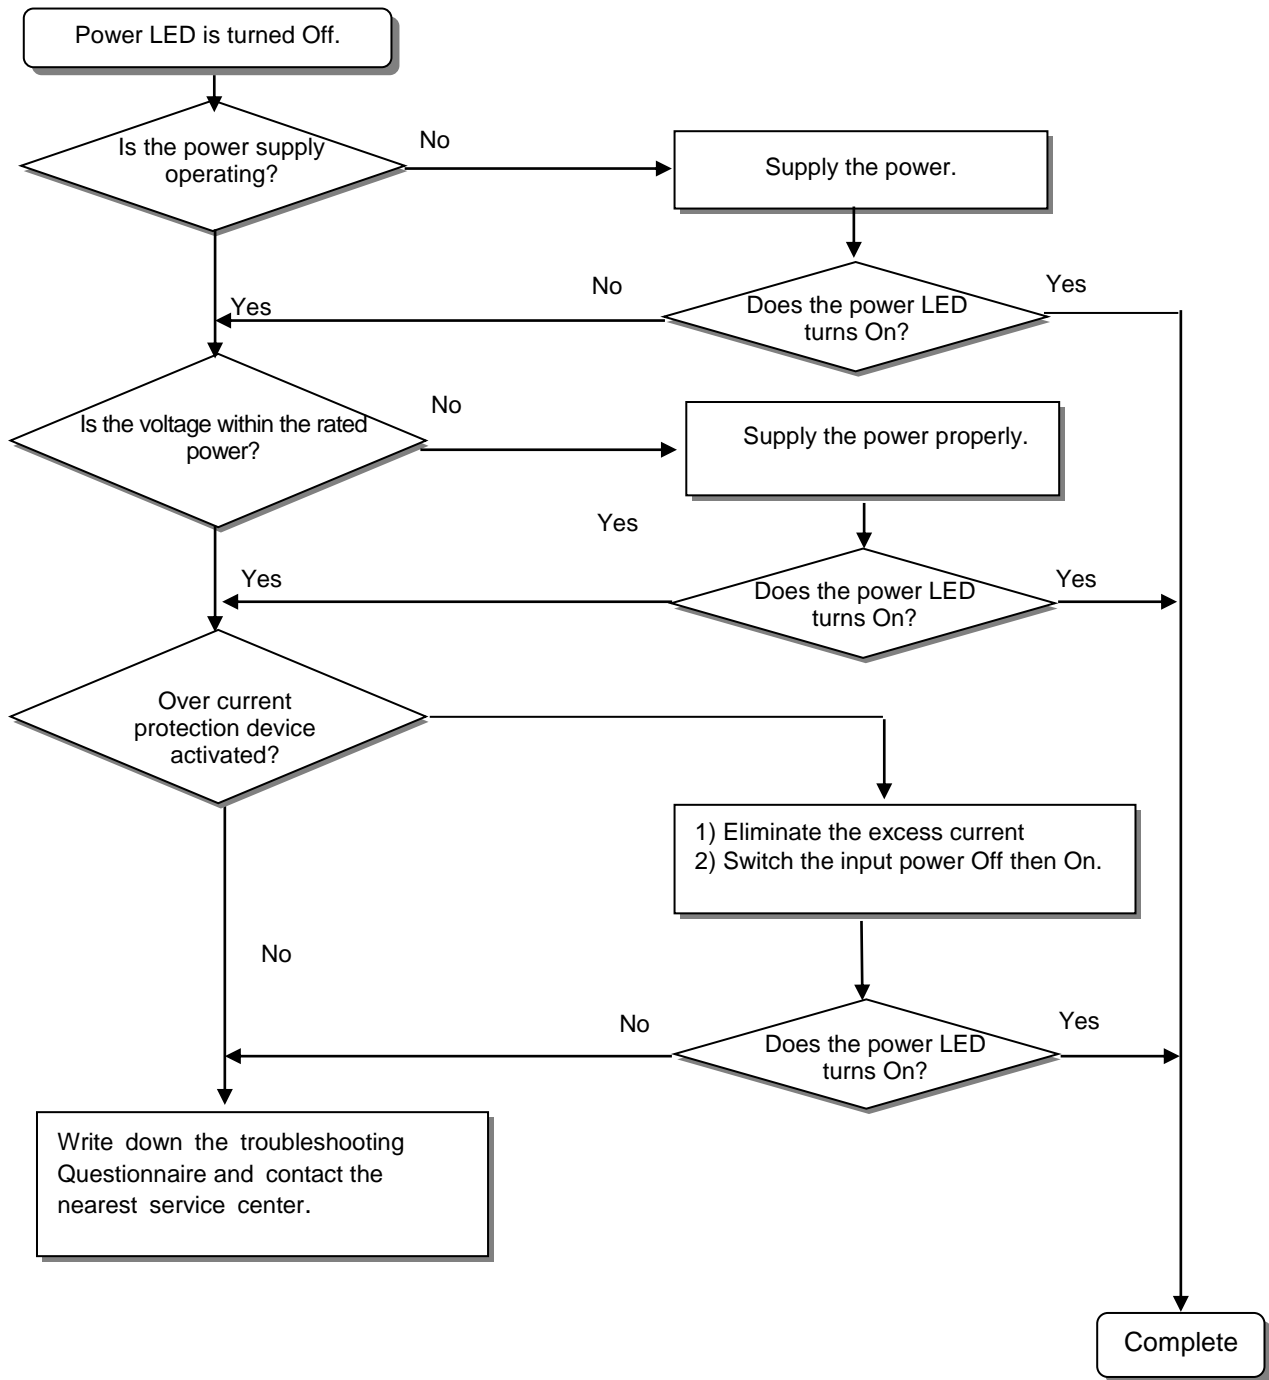 Power LED is turned Off.
Is the power supply
operating?
No
Supply the power.
Yes
No
Does the power LED
turns On?
Yes
Is the voltage within the rated
power?
No
Supply the power properly.
Yes
Yes
Does the power LED
turns On?
Yes
Over current
protection device
activated?
1) Eliminate the excess current
2) Switch the input power Off then On.
No
No
Does the power LED
turns On?
Yes
Write down the troubleshooting
Questionnaire and contact the
nearest service center.
Complete